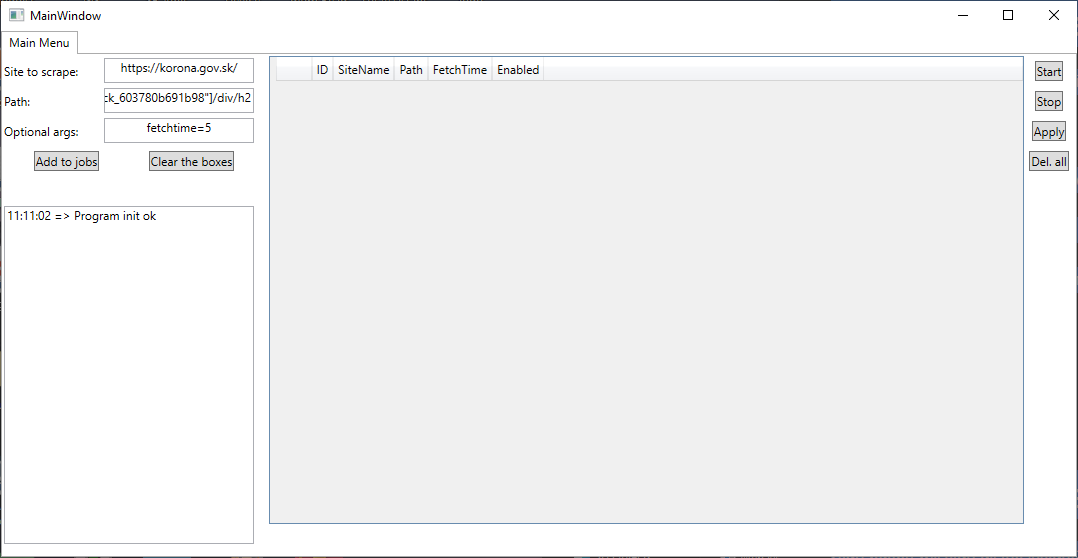 MainWindow
Main Menu
Site to scrape:
https://korona.gov.sk/
Path:
ck_603780b691b98"]/div/h2
Optional args:
fetchtime=5
Add to jobs
Clear the boxes
11:11:02 => Program init ok
ID SiteName Path FetchTime Enabled
Start
Stop
Apply
Del. all